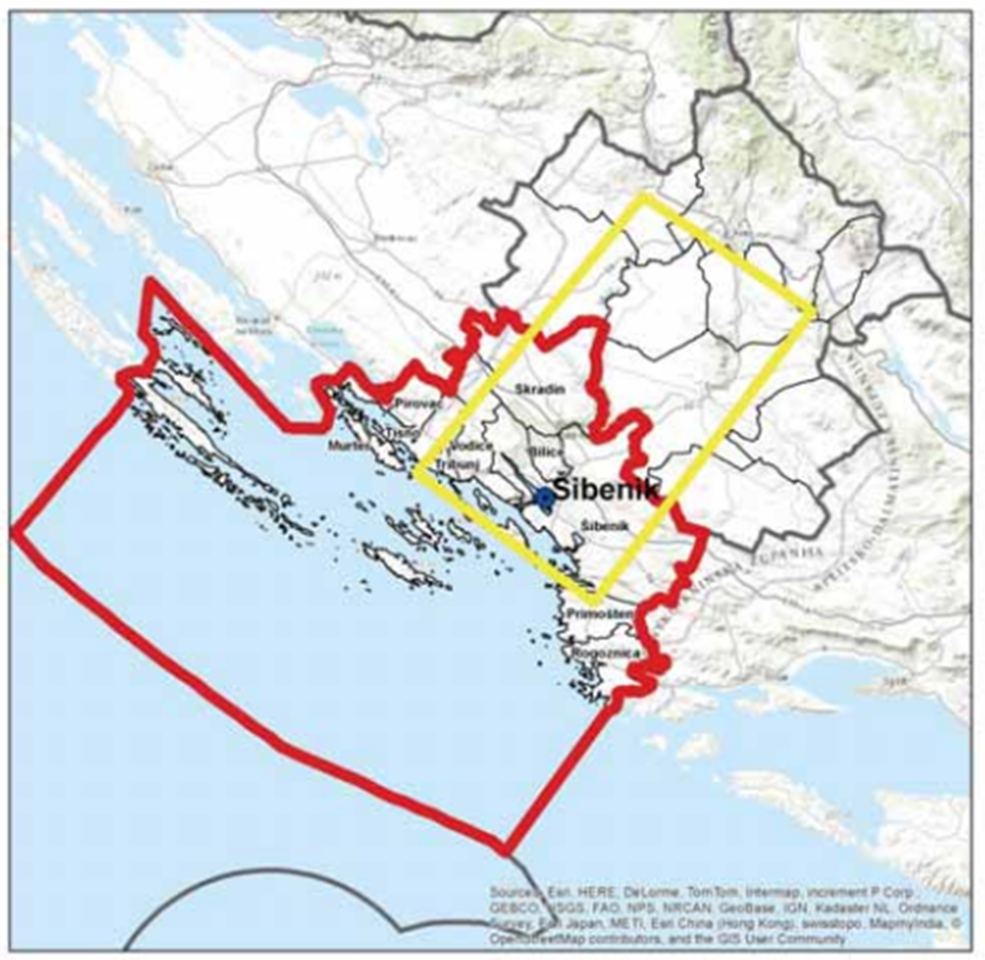 Skradin
Pirovac
Tisno
Murter
Vodice
Bilice
Tribunj
Šibenik
Šibenik
Primošten
Rogoznica
Sources: Esri, HERE, DeLorme, TomTom, Intermap, increment P Corp.,
GEBCO, USGS, FAO, NPS, NRCAN, GeoBase, IGN, Kadaster NL, Ordnance
Survey, Esri Japan, METI, Esri China (Hong Kong), swisstopo, MapmyIndia, ©
OpenStreetMap contributors, and the GIS User Community